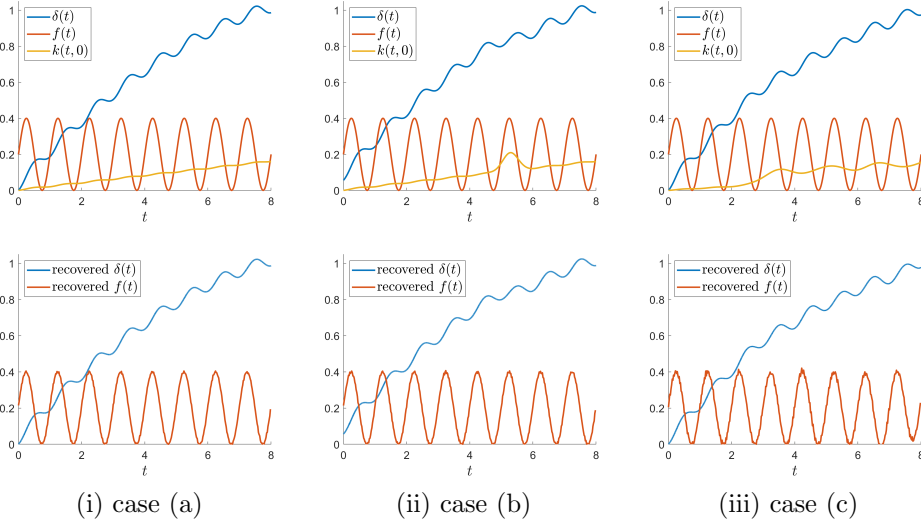 δ(t)
f(t)
k(t, 0)
1
0.8
0.6
0.4
0.2
0
0 2 4 6 8
t
δ(t)
f(t)
k(t, 0)
1
0.8
0.6
0.4
0.2
0
0 2 4 6 8
t
δ(t)
f(t)
k(t, 0)
1
0.8
0.6
0.4
0.2
0
0 2 4 6 8
t
recovered δ(t)
recovered f(t)
1
0.8
0.6
0.4
0.2
0
0 2 4 6 8
t
(i) case (a)
recovered δ(t)
recovered f(t)
1
0.8
0.6
0.4
0.2
0
0 2 4 6 8
t
(ii) case (b)
recovered δ(t)
recovered f(t)
1
0.8
0.6
0.4
0.2
0
0 2 4 6 8
t
(iii) case (c)